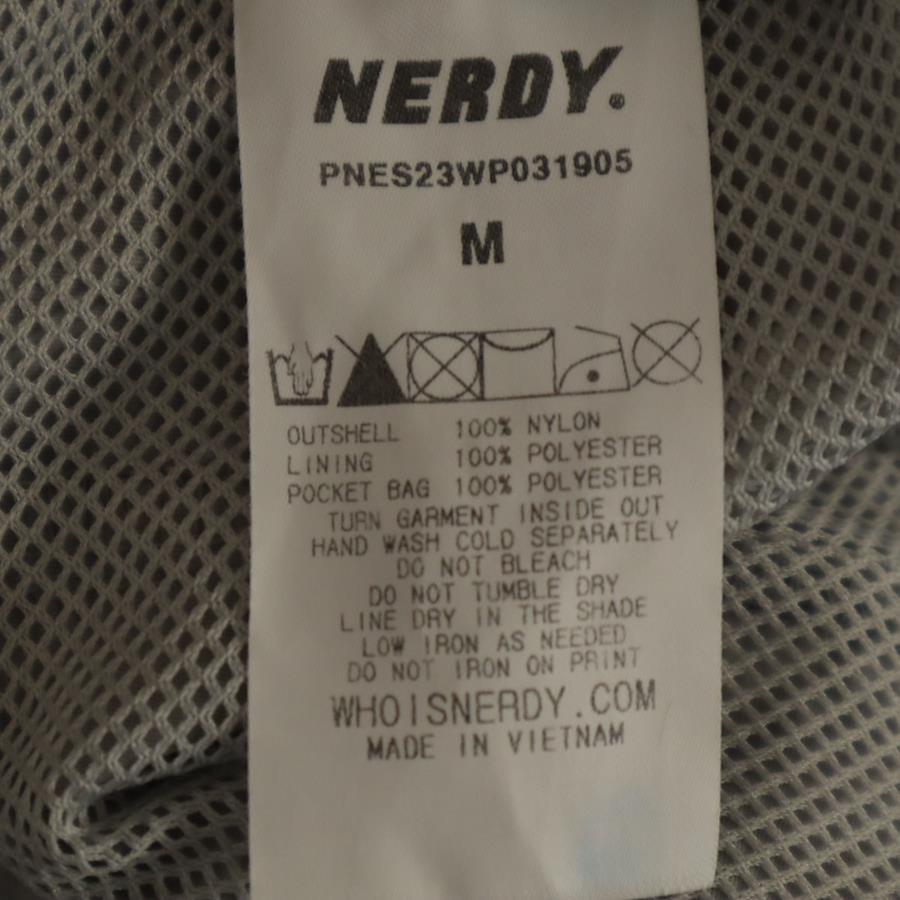 NERDY.®
PNES23WP031905
M
OUTSHELL 100% NYLON
LINING 100% POLYESTER
POCKET BAG 100% POLYESTER
TURN GARMENT INSIDE OUT
HAND WASH COLD SEPARATELY
DO NOT BLEACH
DO NOT TUMBLE DRY
LINE DRY IN THE SHADE
LOW IRON AS NEEDED
DO NOT IRON ON PRINT
WHOISNERDY.COM
MADE IN VIETNAM